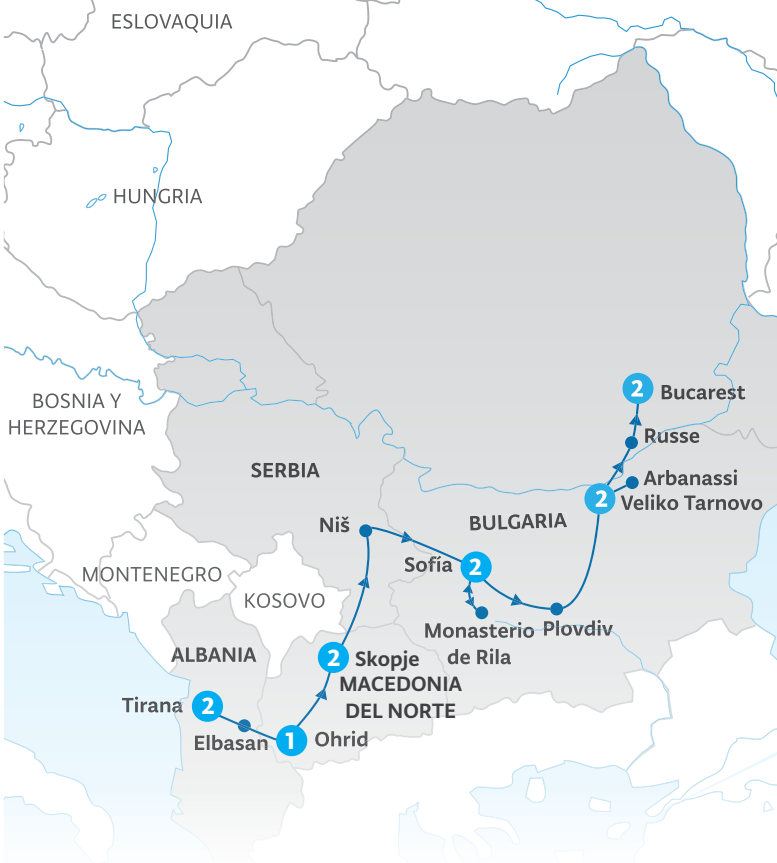 ESLOVAQUIA
HUNGRIA
2
Bucarest
BOSNIA Y
HERZEGOVINA
Russe
SERBIA
Arbanassi
2
Veliko Tarnovo
Niš
BULGARIA
Sofía
2
MONTENEGRO
KOSOVO
Monasterio
de Rila
Plovdiv
ALBANIA
2
Skopje
MACEDONIA
DEL NORTE
Tirana
2
Elbasan
1
Ohrid